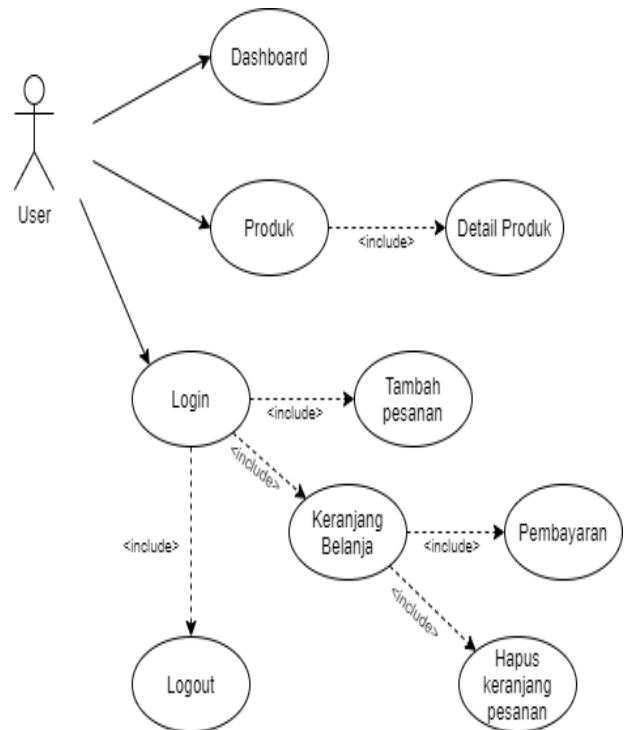 Dashboard
User
Produk
<include>
Detail Produk
Login
<include>
Tambah
pesanan
<include>
Keranjang
Belanja
<include>
Pembayaran
<include>
<include>
Logout
Hapus
keranjang
pesanan